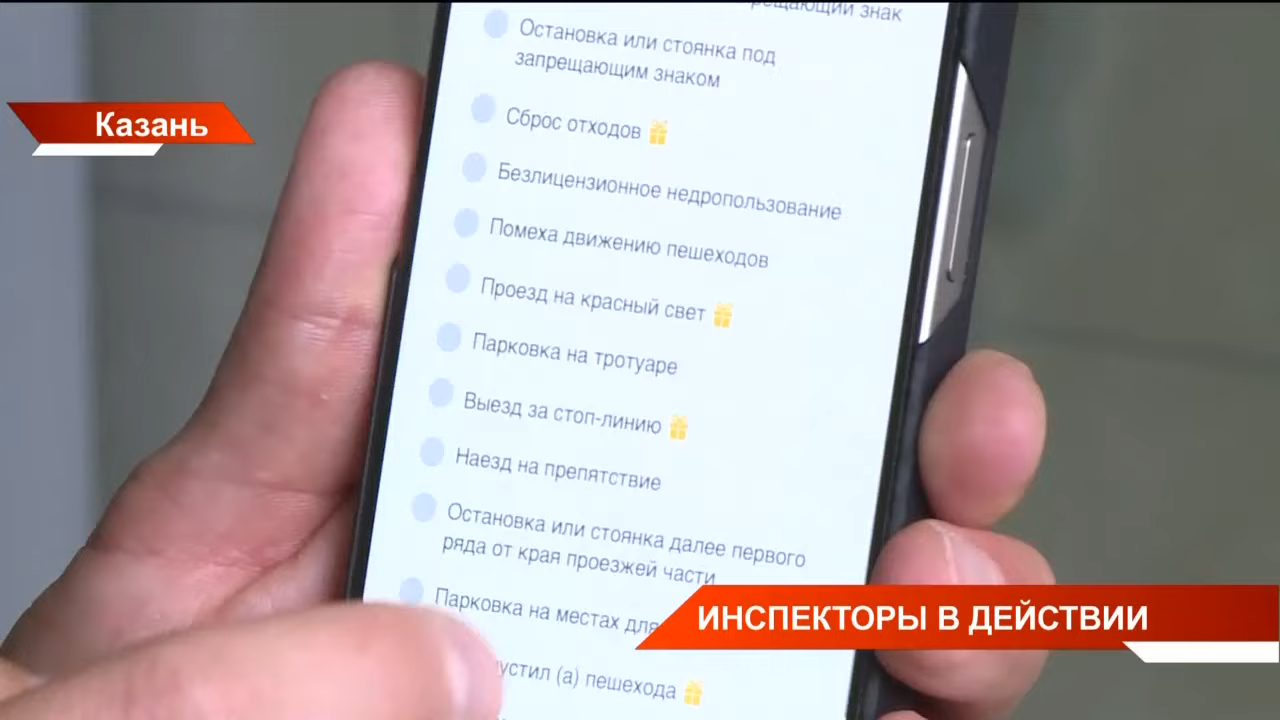 знак
Остановка или стоянка под
запрещающим знаком
Казань
Сброс отходов
Безлицензионное недропользование
Помеха движению пешеходов
Проезд на красный свет
Парковка на тротуаре
Выезд за стоп-линию
Наезд на препятствие
Остановка или стоянка далее первого
ряда от края проезжей части
Парковка на местах для
ИНСПЕКТОРЫ В ДЕЙСТВИИ
(а) пешехода